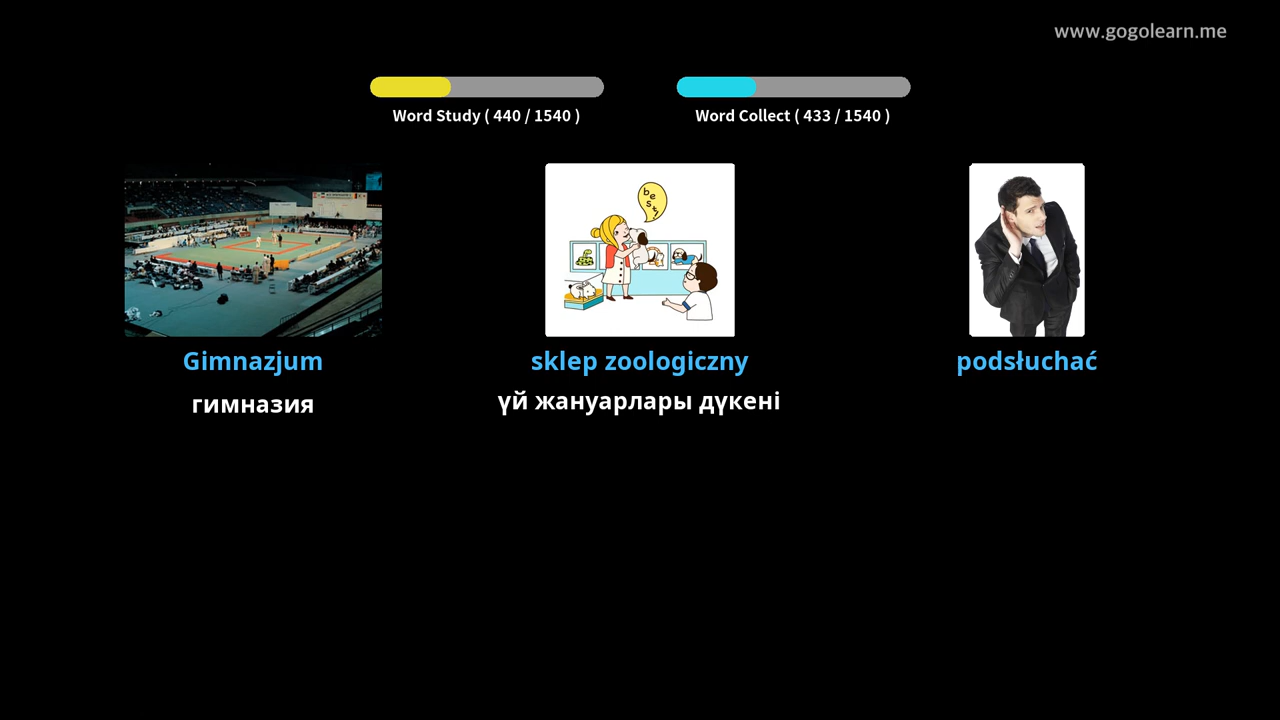 www.gogolearn.me
Word Study ( 440 / 1540 )
Word Collect ( 433 / 1540 )
best
Gimnazjum
sklep zoologiczny
podsłuchać
гимназия
үй жануарлары дүкені